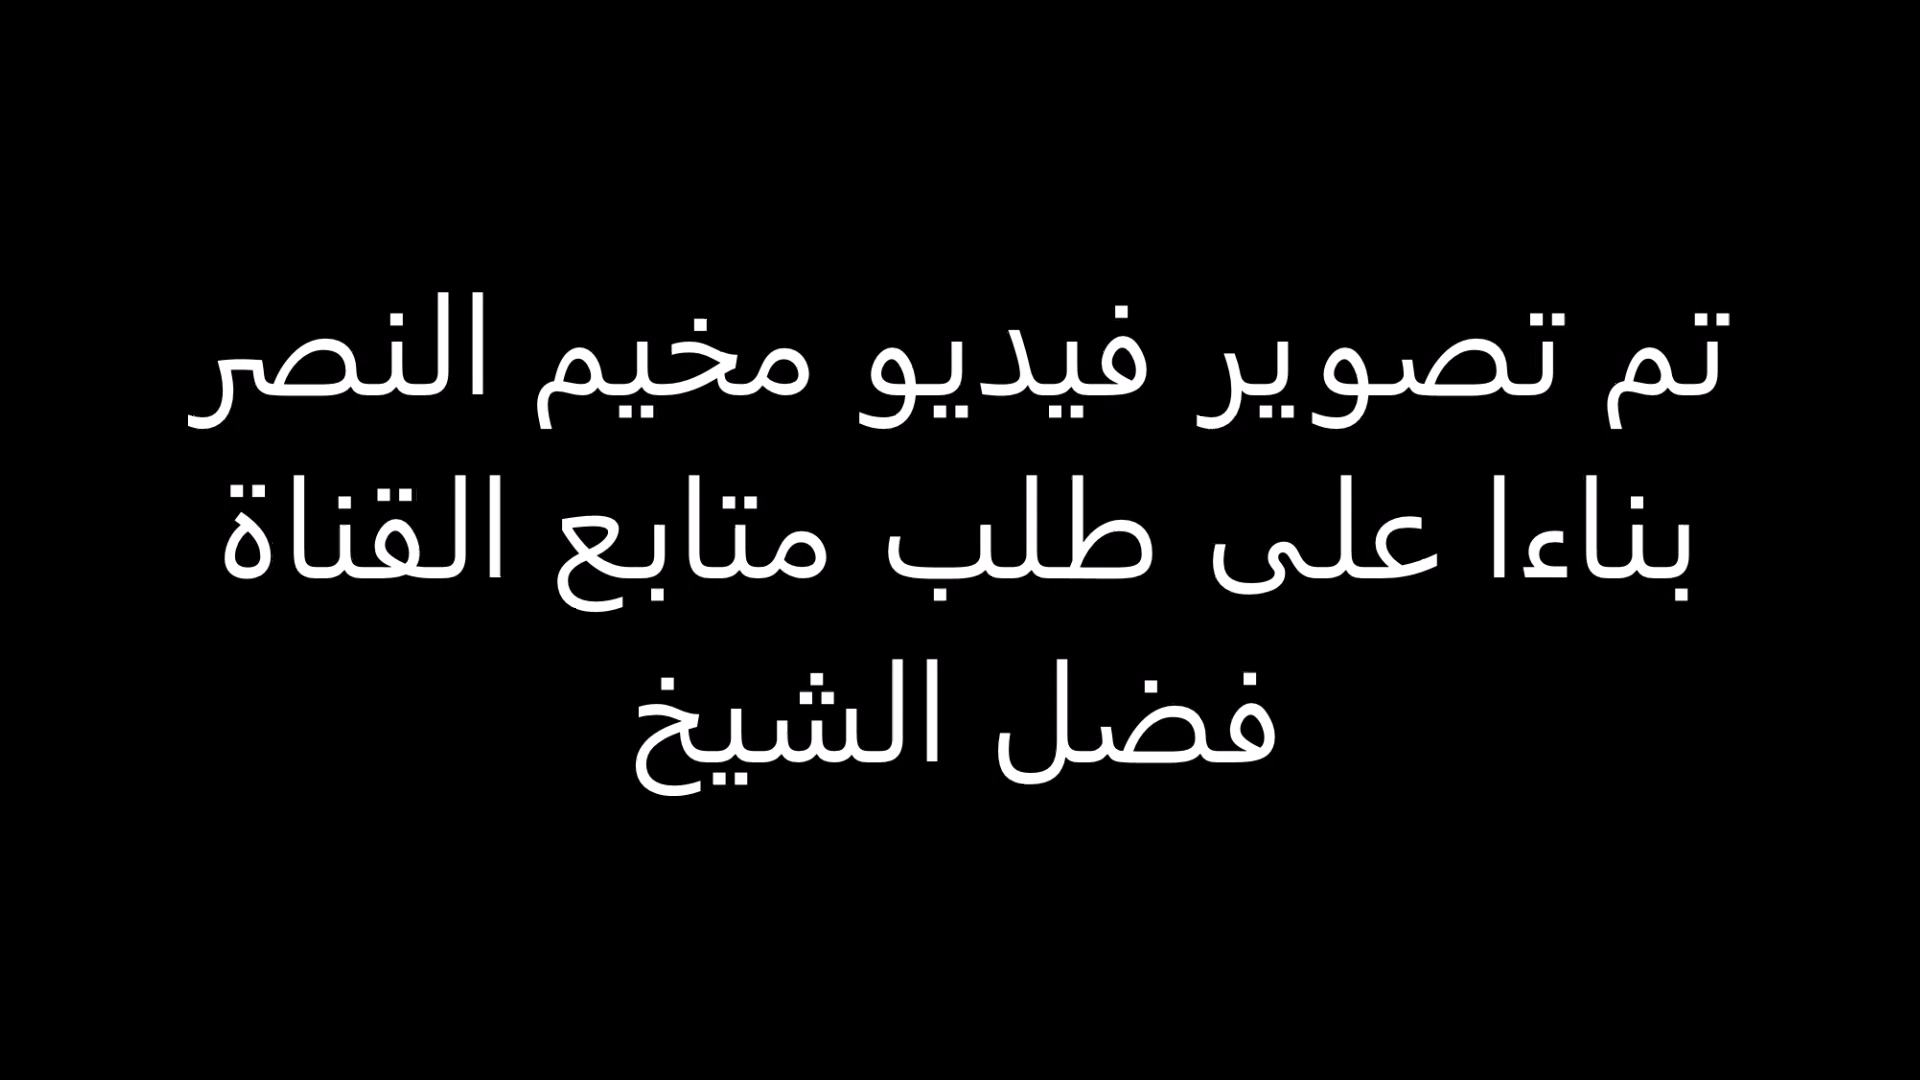 تم تصوير فيديو مخيم النصر
بناءا على طلب متابع القناة
فضل الشيخ